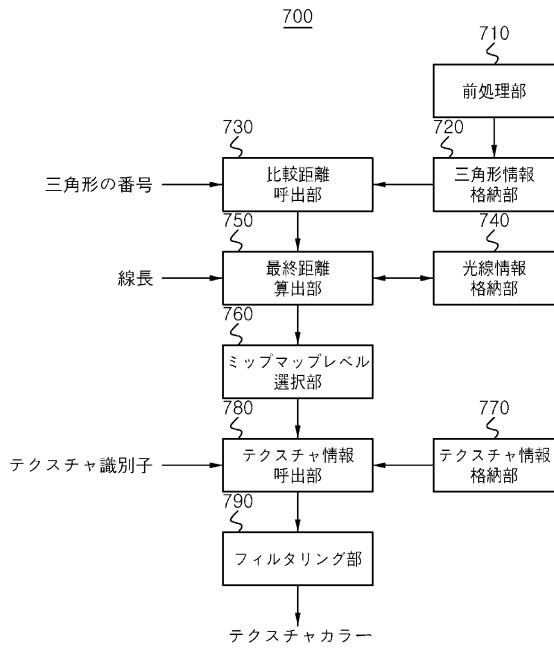 700
710
前処理部
730
720
三角形の番号
比較距離
呼出部
三角形情報
格納部
750
740
線長
最終距離
算出部
光線情報
格納部
760
ミップマップレベル
選択部
780
770
テクスチャ識別子
テクスチャ情報
呼出部
テクスチャ情報
格納部
790
フィルタリング部
テクスチャカラー